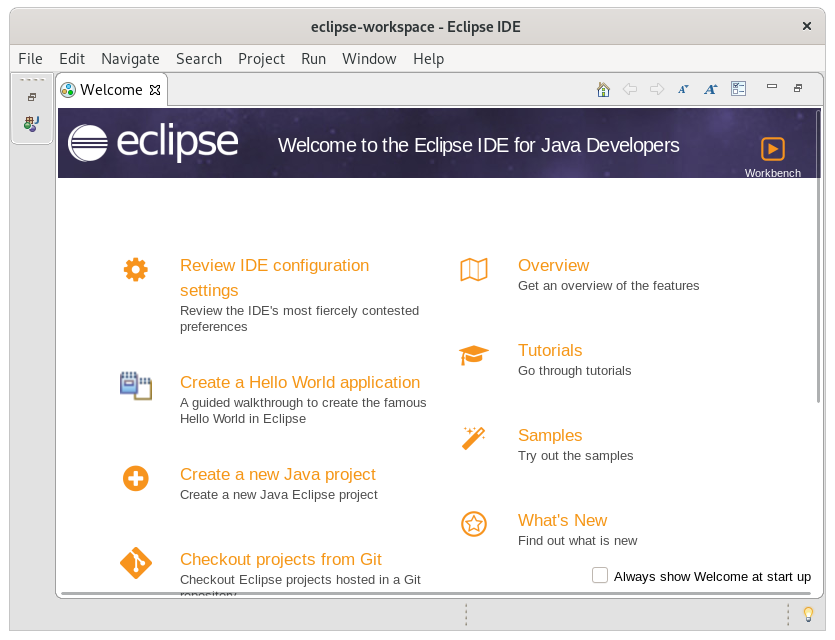 eclipse-workspace - Eclipse IDE
File Edit Navigate Search Project Run Window Help
Welcome
eclipse
Welcome to the Eclipse IDE for Java Developers
Workbench
Review IDE configuration
settings
Review the IDE's most fiercely contested
preferences
Create a Hello World application
A guided walkthrough to create the famous
Hello World in Eclipse
Create a new Java project
Create a new Java Eclipse project
Checkout projects from Git
Checkout Eclipse projects hosted in a Git
repository
Overview
Get an overview of the features
Tutorials
Go through tutorials
Samples
Try out the samples
What's New
Find out what is new
Always show Welcome at start up